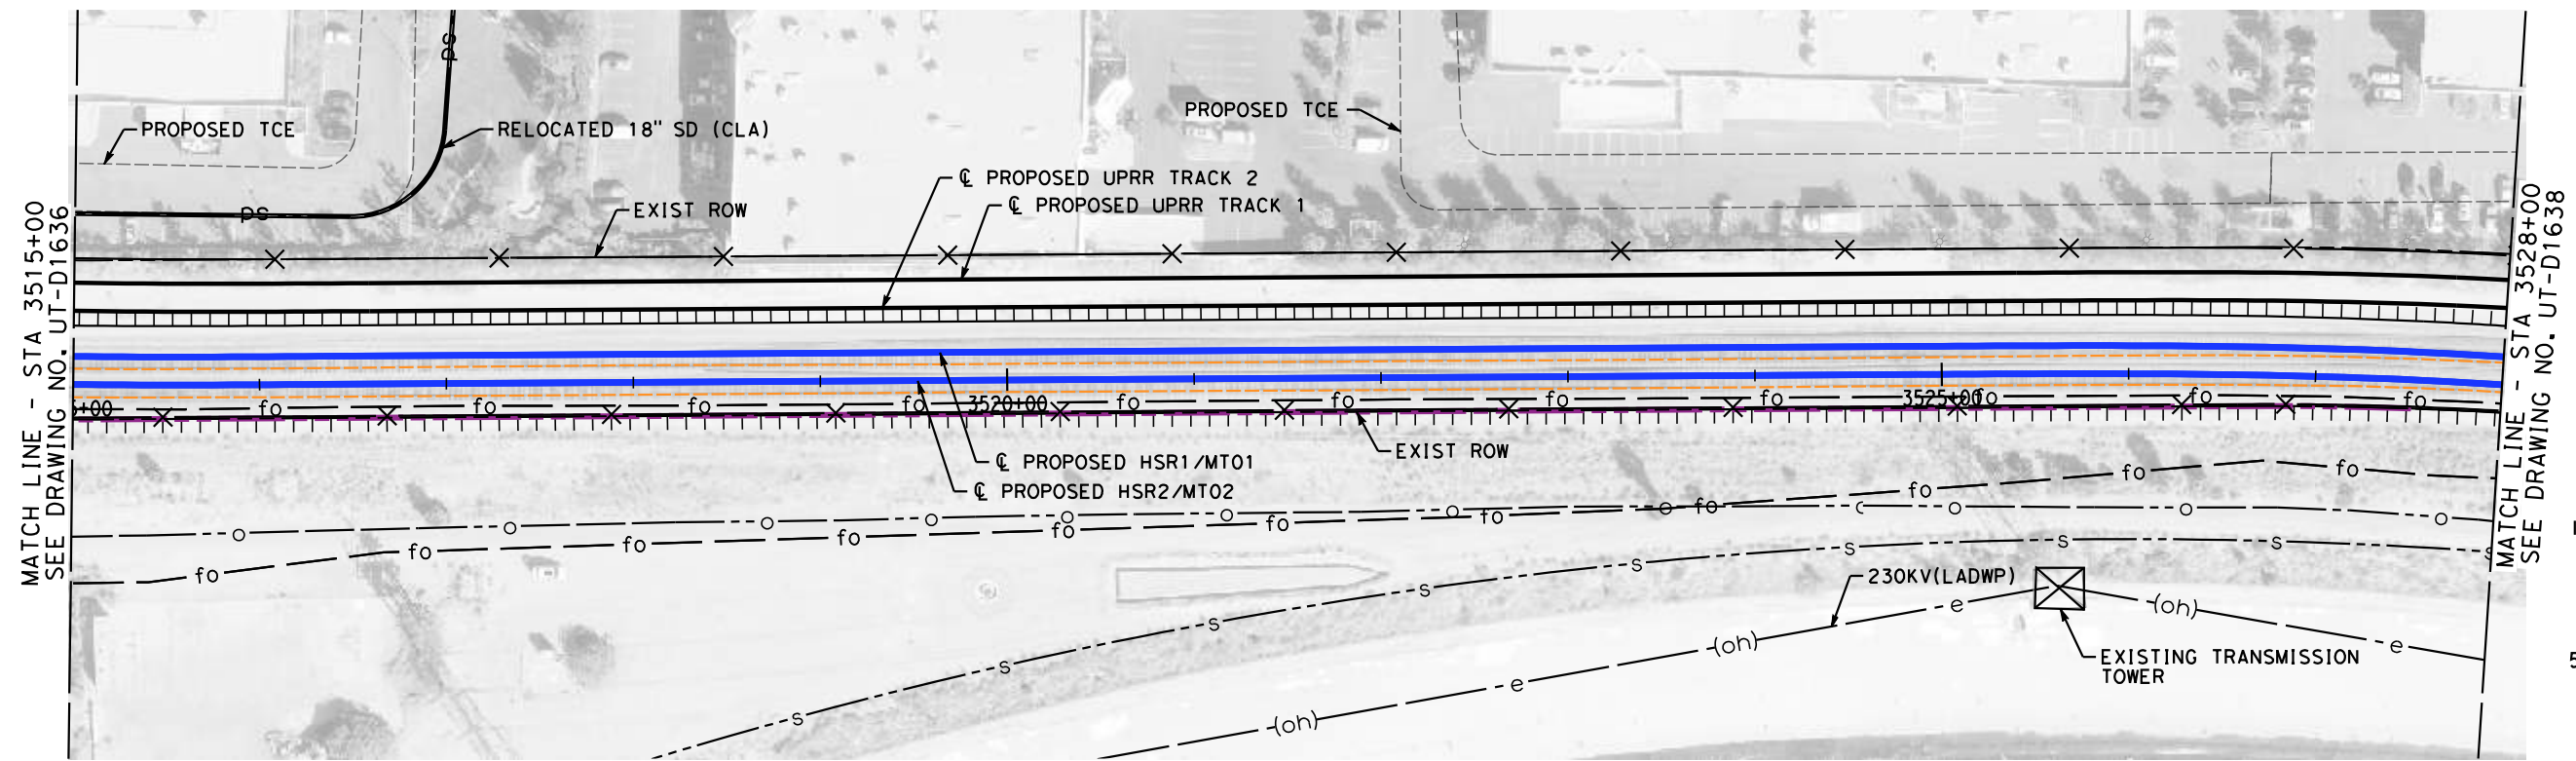 MATCH LINE - STA 3515+00
SEE DRAWING NO. UT-D1636
sd
PROPOSED TCE
RELOCATED 18" SD (CLA)
PROPOSED TCE
sd
EXIST ROW
℄ PROPOSED UPRR TRACK 2
℄ PROPOSED UPRR TRACK 1
MATCH LINE - STA 3528+00
SEE DRAWING NO. UT-D1638
+00 fo fo fo fo 3520+00 fo fo fo fo 3525+00 fo fo fo
EXIST ROW
℄ PROPOSED HSR1/MT01
℄ PROPOSED HSR2/MT02
fo fo fo fo fo fo fo fo fo fo fo
o o o o o o o o o o o
s s s s s s s s
230KV(LADWP)
(oh) e (oh) e (oh) e
EXISTING TRANSMISSION
TOWER
5